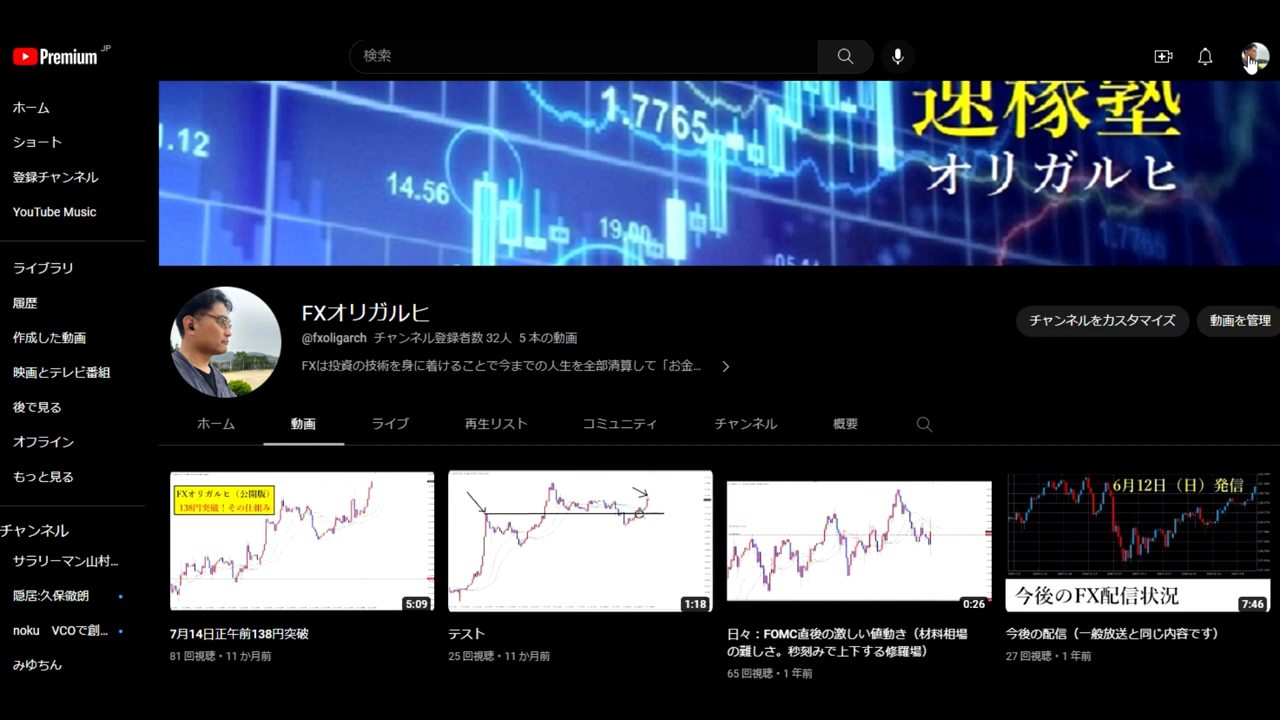 Premium JP
検索
ホーム
ショート
登録チャンネル
YouTube Music
ライブラリ
履歴
作成した動画
映画とテレビ番組
後で見る
オフライン
もっと見る
チャンネル
サラリーマン山村...
隠居:久保徹朗
noku VCOで創...
みゆちん
速稼塾
オリガルヒ
1.7765
.12
14.56
19.00
05.41
1.7765
FXオリガルヒ
@fxoligarch チャンネル登録者数 32人 5 本の動画
FXは投資の技術を身に着けることで今までの人生を全部清算して「お金...
チャンネルをカスタマイズ
動画を管理
ホーム
動画
ライブ
再生リスト
コミュニティ
チャンネル
概要
FXオリガルヒ（公開版）
138円突破！その仕組み
5:09
7月14日正午前138円突破
81 回視聴・11 か月前
1:18
テスト
25 回視聴・11 か月前
0:26
日々：FOMC直後の激しい値動き（材料相場
の難しさ。秒刻みで上下する修羅場）
65 回視聴・1 年前
6月12日（日）発信
今後のFX配信状況
7:46
今後の配信（一般放送と同じ内容です）
27 回視聴・1 年前